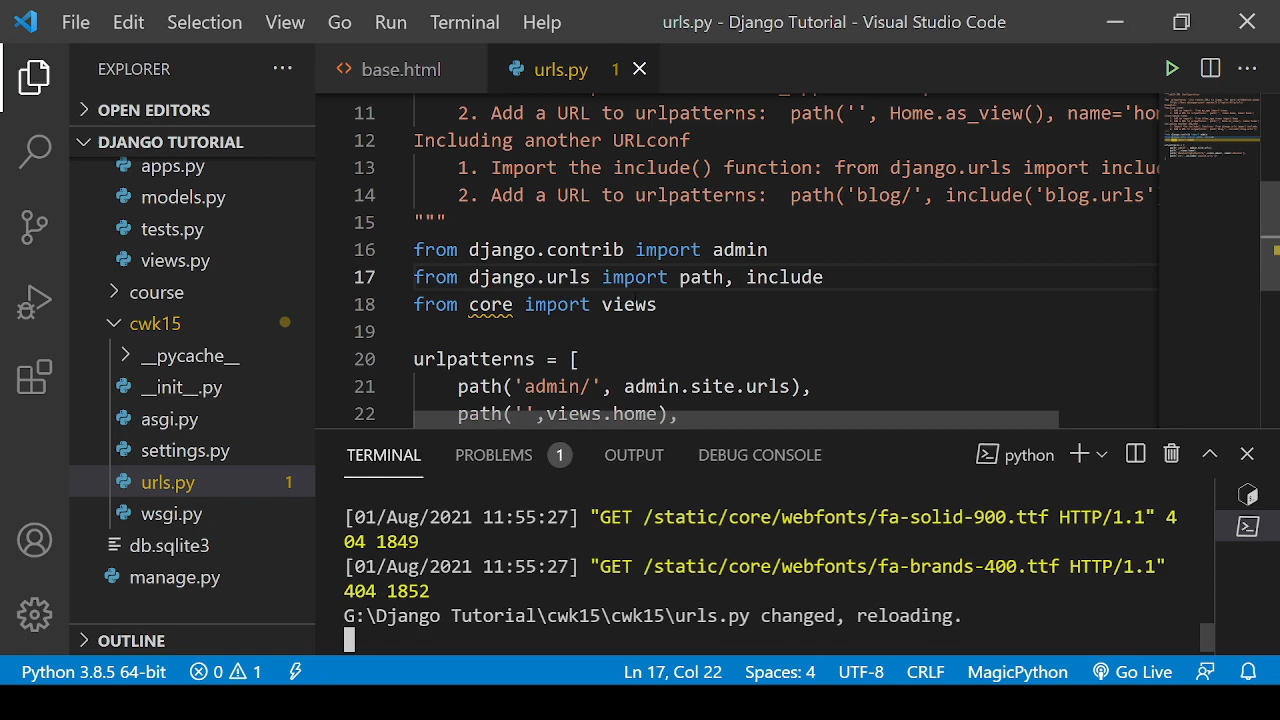 File Edit Selection View Go Run Terminal Help urls.py - Django Tutorial - Visual Studio Code
EXPLORER
OPEN EDITORS
DJANGO TUTORIAL
apps.py
models.py
tests.py
views.py
course
cwk15
__pycache__
__init__.py
asgi.py
settings.py
urls.py 1
wsgi.py
db.sqlite3
manage.py
OUTLINE
base.html urls.py 1
11 2. Add a URL to urlpatterns: path('', Home.as_view(), name='ho
12 Including another URLconf
13 1. Import the include() function: from django.urls import inclu
14 2. Add a URL to urlpatterns: path('blog/', include('blog.urls'
15 """
16 from django.contrib import admin
17 from django.urls import path, include
18 from core import views
19
20 urlpatterns = [
21 path('admin/', admin.site.urls),
22 path('',views.home),
TERMINAL PROBLEMS 1 OUTPUT DEBUG CONSOLE python
[01/Aug/2021 11:55:27] "GET /static/core/webfonts/fa-solid-900.ttf HTTP/1.1" 4
04 1849
[01/Aug/2021 11:55:27] "GET /static/core/webfonts/fa-brands-400.ttf HTTP/1.1"
404 1852
G:\Django Tutorial\cwk15\cwk15\urls.py changed, reloading.
Python 3.8.5 64-bit 0 1 Ln 17, Col 22 Spaces: 4 UTF-8 CRLF MagicPython Go Live